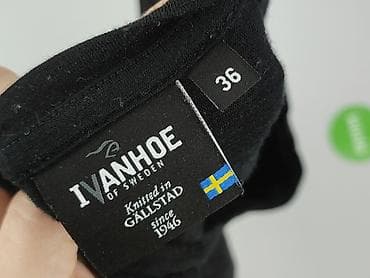 36
IVANHOE
OF SWEDEN
Knitted in
GÄLLSTAD
since
1946